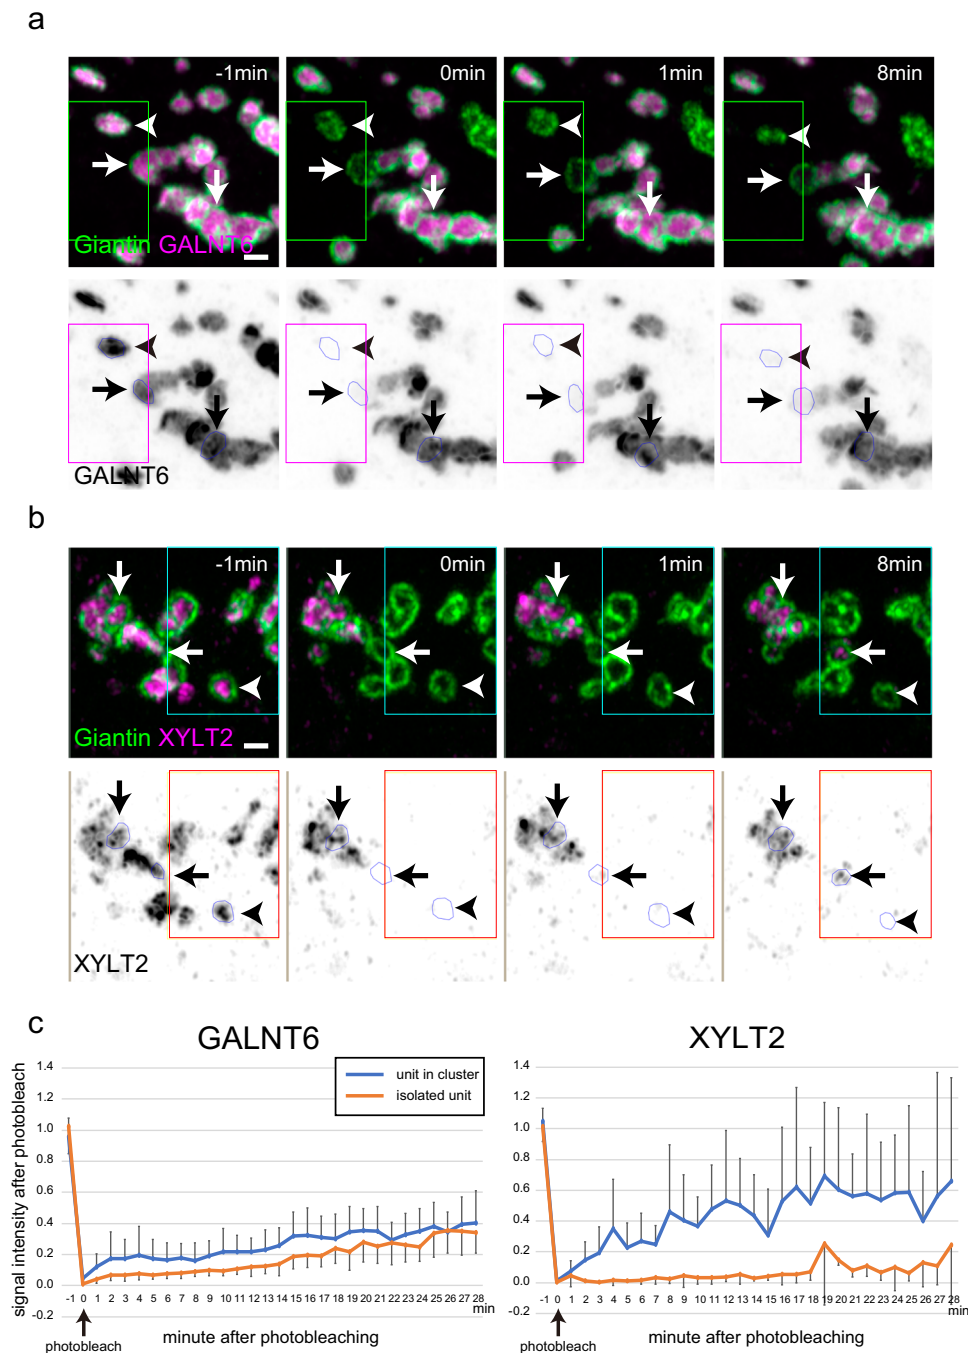 a
-1min 0min 1min 8min
Giantin GALNT6
GALNT6
b
-1min 0min 1min 8min
Giantin XYLT2
XYLT2
c
GALNT6
signal intensity after photobleach
1.4
1.2
1.0
0.8
0.6
0.4
0.2
0.0
-0.2
unit in cluster
isolated unit
-1 0 1 2 3 4 5 6 7 8 9 10 11 12 13 14 15 16 17 18 19 20 21 22 23 24 25 26 27 28
min
photobleach
minute after photobleaching
XYLT2
1.4
1.2
1.0
0.8
0.6
0.4
0.2
0.0
-0.2
-1 0 1 2 3 4 5 6 7 8 9 10 11 12 13 14 15 16 17 18 19 20 21 22 23 24 25 26 27 28
min
photobleach
minute after photobleaching